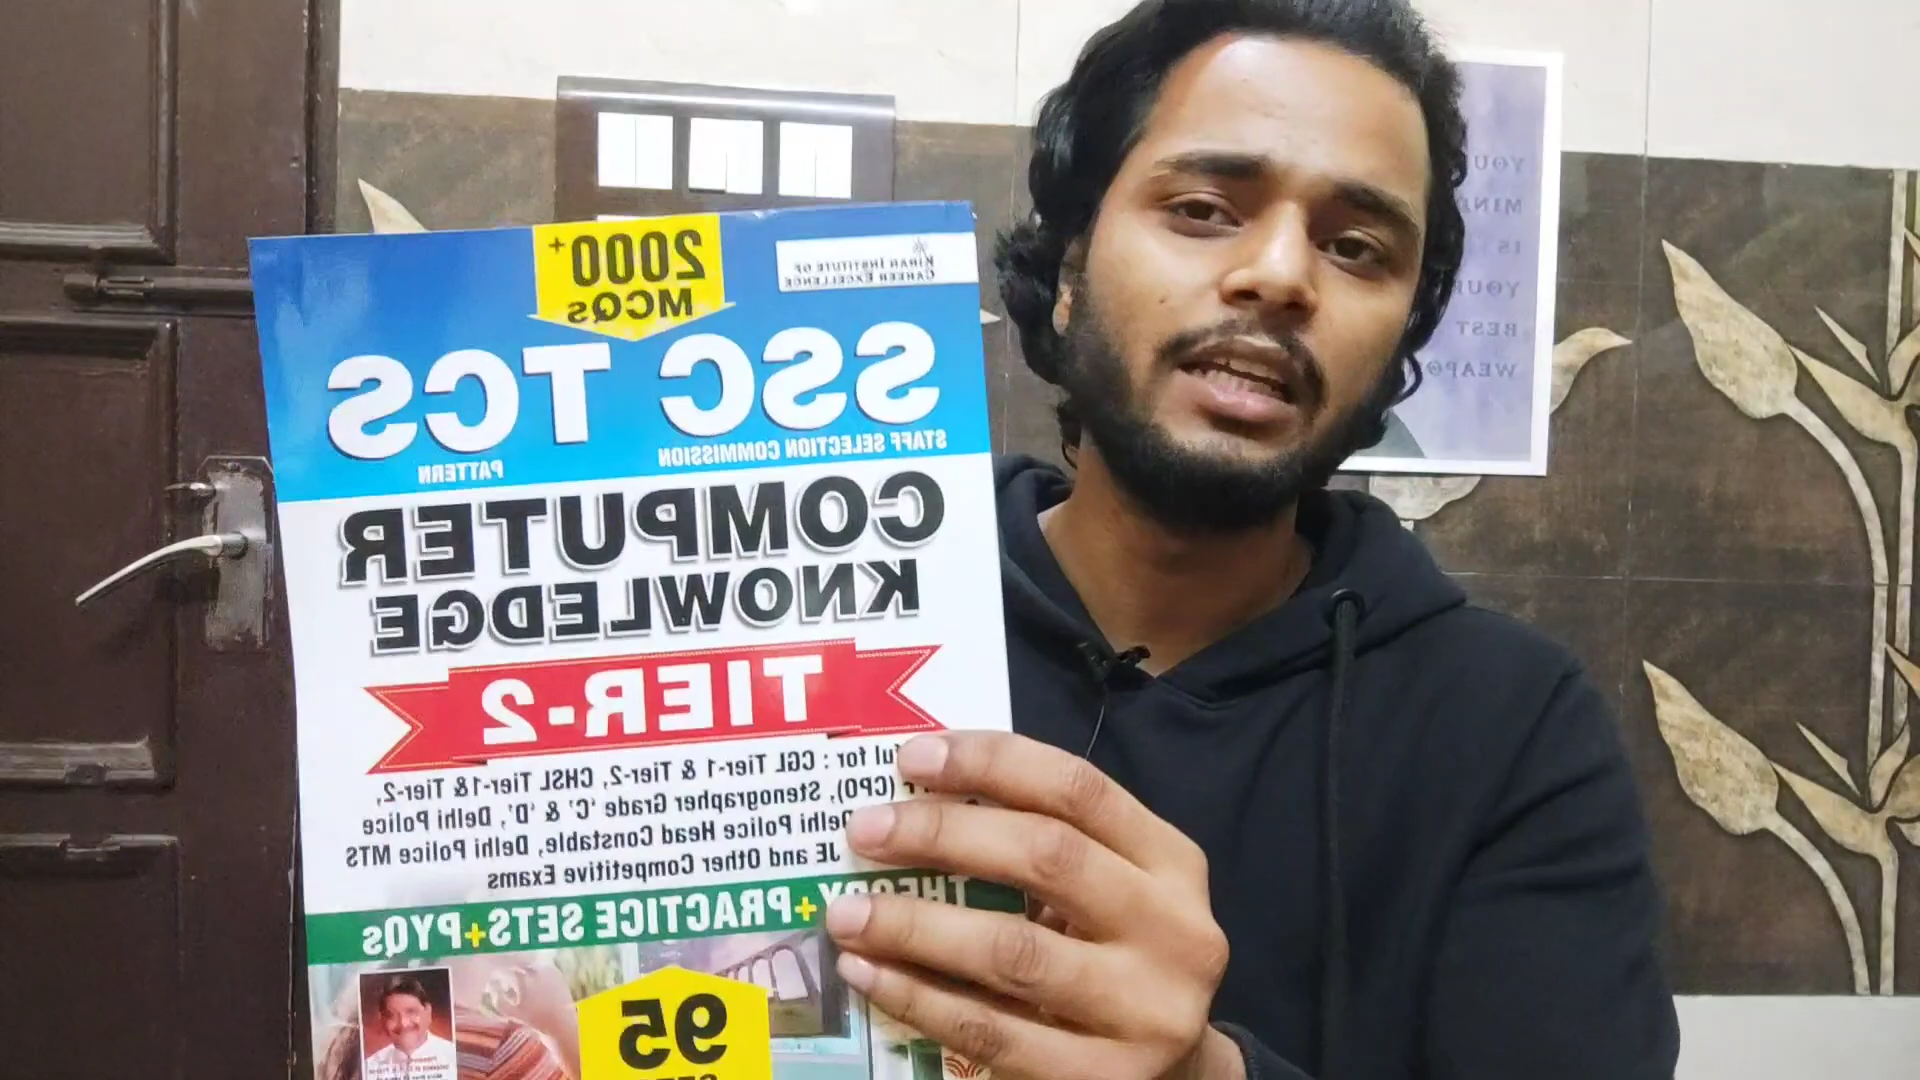 2000+
MCQs
KIRAN INSTITUTE OF
CAREER EXCELLENCE
SSC TCS
STAFF SELECTION COMMISSION
PATTERN
COMPUTER
KNOWLEDGE
TIER-2
for : CGL Tier-1 & Tier-2, CHSL Tier-1 & Tier-2,
(CPO), Stenographer Grade 'C' & 'D', Delhi Police
Delhi Police Head Constable, Delhi Police MTS
JE and Other Competitive Exams
THEORY+PRACTICE SETS+PYQs
95
YOUR
MIND
IS
YOUR
BEST
WEAPON